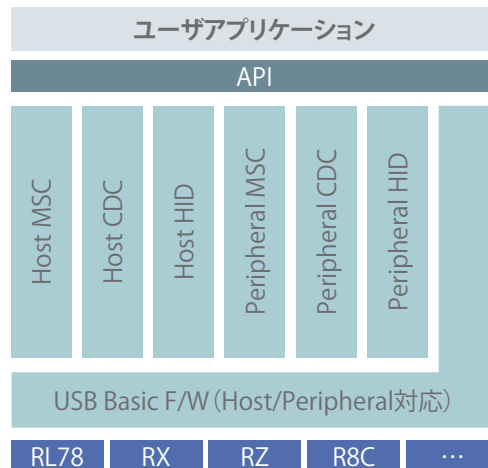 ユーザアプリケーション
API
Host MSC
Host CDC
Host HID
Peripheral MSC
Peripheral CDC
Peripheral HID
USB Basic F/W（Host/Peripheral対応）
RL78
RX
RZ
R8C
…